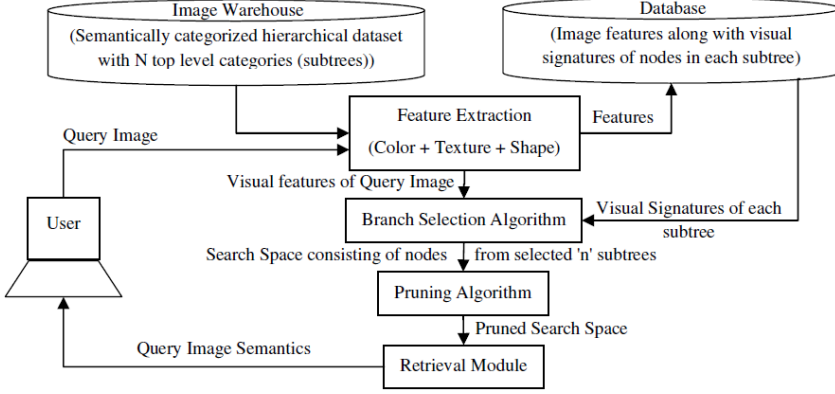 Image Warehouse
(Semantically categorized hierarchical dataset
with N top level categories (subtrees))
Database
(Image features along with visual
signatures of nodes in each subtree)
Feature Extraction
(Color + Texture + Shape)
Features
Query Image
Visual features of Query Image
User
Branch Selection Algorithm
Visual Signatures of each
subtree
Search Space consisting of nodes from selected 'n' subtrees
Pruning Algorithm
Pruned Search Space
Query Image Semantics
Retrieval Module